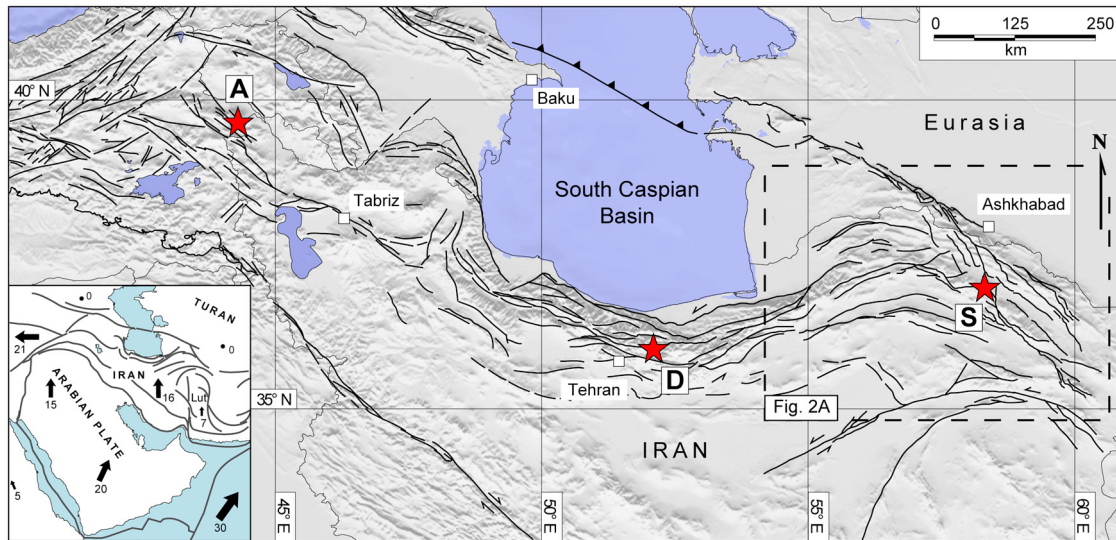 0 125 250
km
40° N
A
Baku
Eurasia
N
South Caspian
Basin
Tabriz
Ashkhabad
S
D
Tehran
35° N
Fig. 2A
IRAN
45° E
50° E
55° E
60° E
0
TURAN
0
21
IRAN
Lut
16
7
15
ARABIAN PLATE
20
5
30